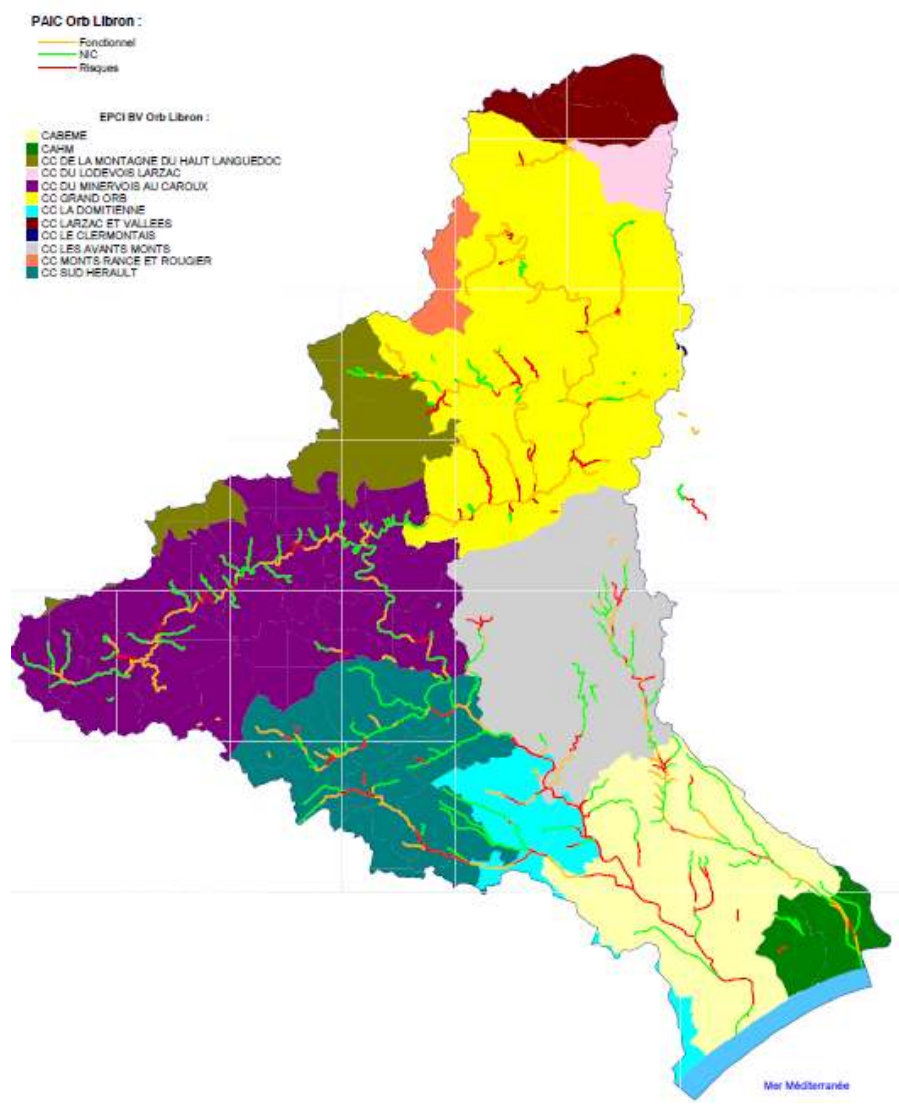 PAIC Orb Libron :
Fonctionnel
NIC
Risques
EPCI BV Orb Libron :
CABEME
CAHM
CC DE LA MONTAGNE DU HAUT LANGUEDOC
CC DU LODEVOIS LARZAC
CC DU MINERVOIS AU CAROUX
CC GRAND ORB
CC LA DOMITIENNE
CC LARZAC ET VALLEES
CC LE CLERMONTAIS
CC LES AVANTS MONTS
CC MONTS RANCE ET ROUGIER
CC SUD HERAULT
Mer Méditerranée